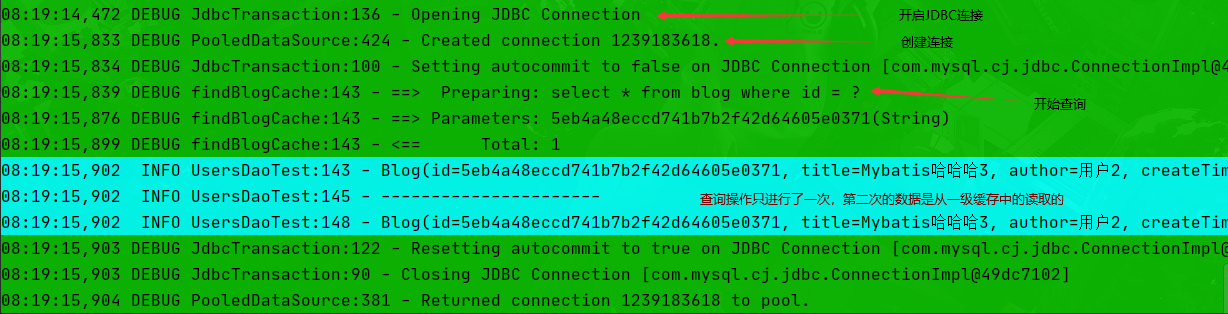 08:19:14,472 DEBUG JdbcTransaction:136 - Opening JDBC Connection 开启JDBC连接
08:19:15,833 DEBUG PooledDataSource:424 - Created connection 1239183618. 创建连接
08:19:15,834 DEBUG JdbcTransaction:100 - Setting autocommit to false on JDBC Connection [com.mysql.cj.jdbc.ConnectionImpl@49
08:19:15,839 DEBUG findBlogCache:143 - ==>  Preparing: select * from blog where id = ? 开始查询
08:19:15,876 DEBUG findBlogCache:143 - ==> Parameters: 5eb4a48eccd741b7b2f42d64605e0371(String)
08:19:15,899 DEBUG findBlogCache:143 - <==      Total: 1
08:19:15,902  INFO UsersDaoTest:143 - Blog(id=5eb4a48eccd741b7b2f42d64605e0371, title=Mybatis哈哈哈3, author=用户2, createTim
08:19:15,902  INFO UsersDaoTest:145 - ---------------------- 查询操作只进行了一次，第二次的数据是从一级缓存中的读取的
08:19:15,902  INFO UsersDaoTest:148 - Blog(id=5eb4a48eccd741b7b2f42d64605e0371, title=Mybatis哈哈哈3, author=用户2, createTim
08:19:15,903 DEBUG JdbcTransaction:122 - Resetting autocommit to true on JDBC Connection [com.mysql.cj.jdbc.ConnectionImpl@
08:19:15,903 DEBUG JdbcTransaction:90 - Closing JDBC Connection [com.mysql.cj.jdbc.ConnectionImpl@49dc7102]
08:19:15,904 DEBUG PooledDataSource:381 - Returned connection 1239183618 to pool.